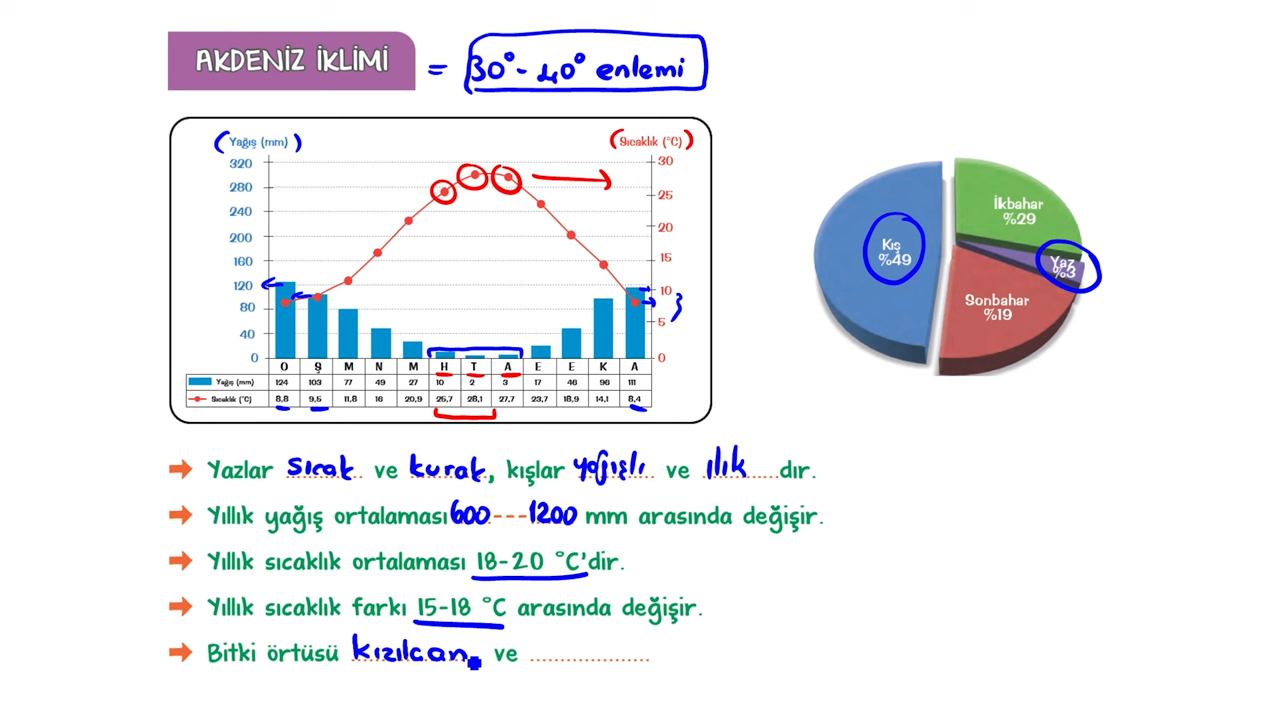 AKDENİZ İKLİMİ = 30° - 40° enlemi
(Yağış (mm)) (Sıcaklık (°C))
320 30
280 25
240 20
200 15
160 10
120 5
80 0
40
0
O Ş M N M H T A E E K A
Yağış (mm) 124 103 77 49 27 10 2 3 17 46 96 111
Sıcaklık (°C) 8,8 9,5 11,8 16 20,9 25,7 28,1 27,7 23,7 18,9 14,1 8,4
İkbahar
%29
Kış
%49
Yaz
%3
Sonbahar
%19
Yazlar sıcak ve kurak, kışlar yağışlı ve ılık dır.
Yıllık yağış ortalaması 600 --- 1200 mm arasında değişir.
Yıllık sıcaklık ortalaması 18-20 °C'dir.
Yıllık sıcaklık farkı 15-18 °C arasında değişir.
Bitki örtüsü kızılçam ve ....................